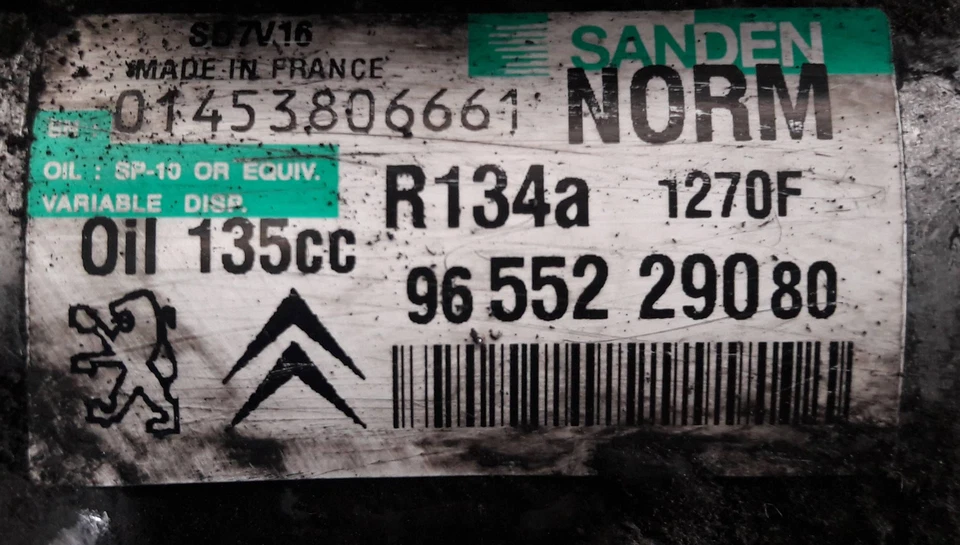 SD7V16
SANDEN
MADE IN FRANCE
NORM
01453806661
OIL : SP-10 OR EQUIV.
VARIABLE DISP.
R134a 1270F
Oil 135cc
96 552 290 80